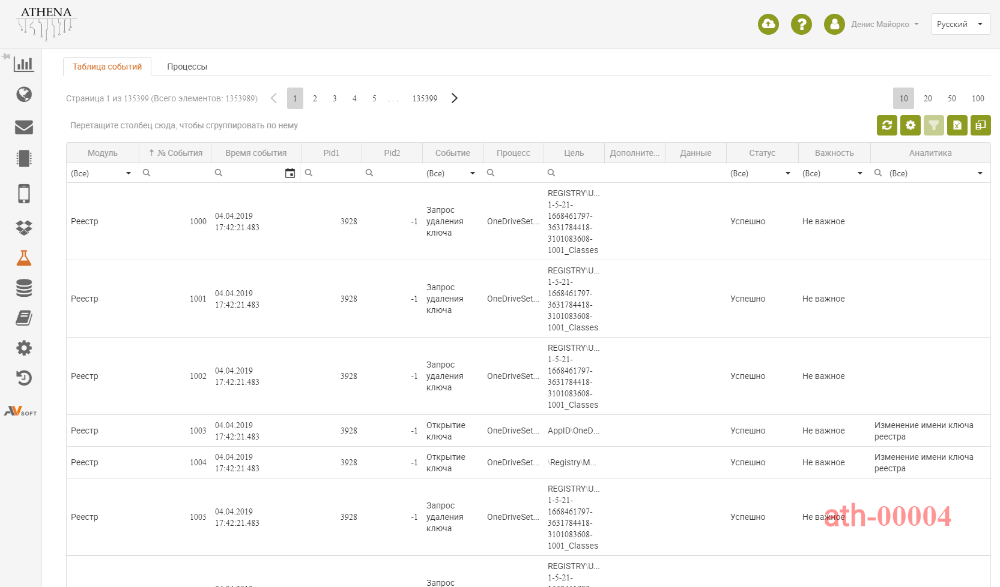 ATHENA
Денис Майорко
Русский
Таблица событий
Процессы
Страница 1 из 135399 (Всего элементов: 1353989)
1 2 3 4 5 . . . 135399
10 20 50 100
Перетащите столбец сюда, чтобы сгруппировать по нему
Модуль ↑ № События Время события Pid1 Pid2 Событие Процесс Цель Дополните... Данные Статус Важность Аналитика
(Все) (Все) (Все) (Все) (Все)
Реестр 1000 04.04.2019
17:42:21.483 3928 -1 Запрос
удаления
ключа OneDriveSet... REGISTRY\U...
1-5-21-
1668461797-
3631784418-
3101083608-
1001_Classes Успешно Не важное
Реестр 1001 04.04.2019
17:42:21.483 3928 -1 Запрос
удаления
ключа OneDriveSet... REGISTRY\U...
1-5-21-
1668461797-
3631784418-
3101083608-
1001_Classes Успешно Не важное
Реестр 1002 04.04.2019
17:42:21.483 3928 -1 Запрос
удаления
ключа OneDriveSet... REGISTRY\U...
1-5-21-
1668461797-
3631784418-
3101083608-
1001_Classes Успешно Не важное
Реестр 1003 04.04.2019
17:42:21.483 3928 -1 Открытие
ключа OneDriveSet... AppID\OneD... Успешно Не важное Изменение имени ключа
реестра
Реестр 1004 04.04.2019
17:42:21.483 3928 -1 Открытие
ключа OneDriveSet... \Registry\M... Успешно Не важное Изменение имени ключа
реестра
Реестр 1005 04.04.2019
17:42:21.483 3928 -1 Запрос
удаления
ключа OneDriveSet... REGISTRY\U...
1-5-21-
1668461797-
3631784418-
3101083608-
1001_Classes Успешно Не важное
ath-00004
Запрос REGISTRY\U...
1-5-21-
AVSOFT